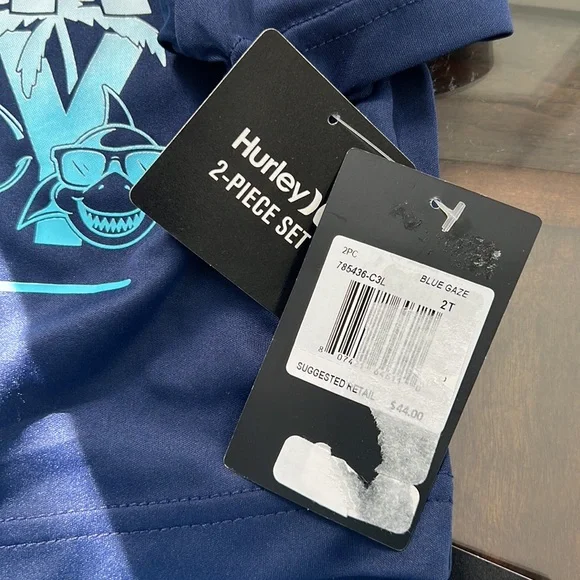 Hurley
2-PIECE SET
2PC
785436-C3L
BLUE GAZE
2T
SUGGESTED RETAIL
$44.00